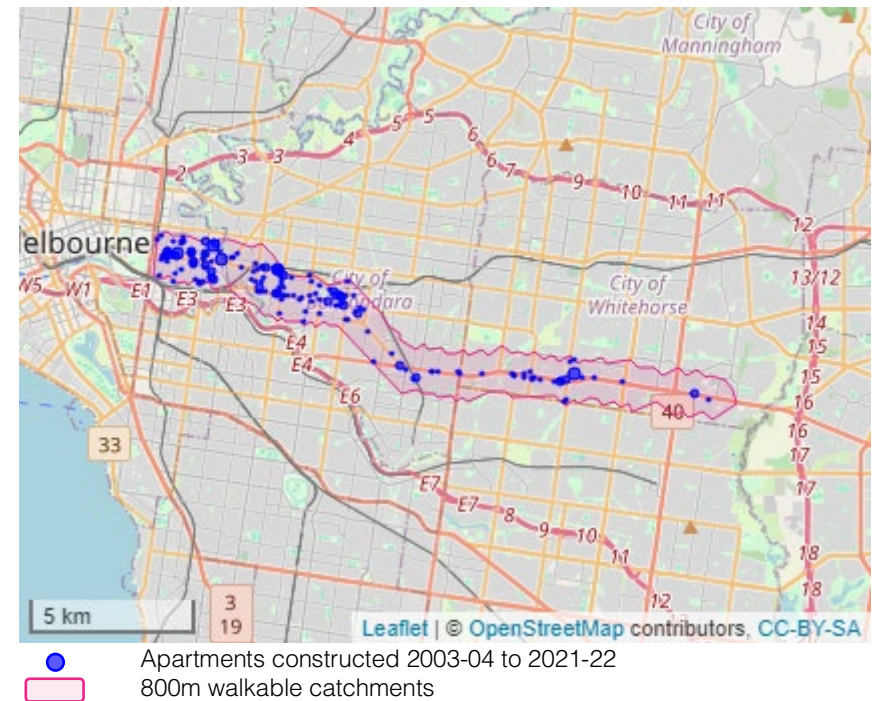 City of
Manningham
5
5
4
6
3
3
6
2
7
9
10
11
11
12
elbourne
City of
City of
Whitehorse
13/12
W5
W1
E1
E3
E3
14
E4
15
E4
15
E6
40
16
16
33
17
E7
17
E7
8
9
10
11
18
18
12
3
19
5 km
Leaflet | © OpenStreetMap contributors, CC-BY-SA
Apartments constructed 2003-04 to 2021-22
800m walkable catchments